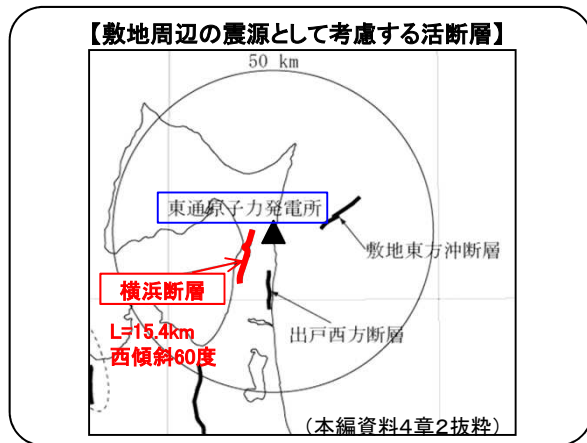 【敷地周辺の震源として考慮する活断層】
50 km
東通原子力発電所
敷地東方沖断層
横浜断層
L=15.4km
西傾斜60度
出戸西方断層
(本編資料4章2抜粋)